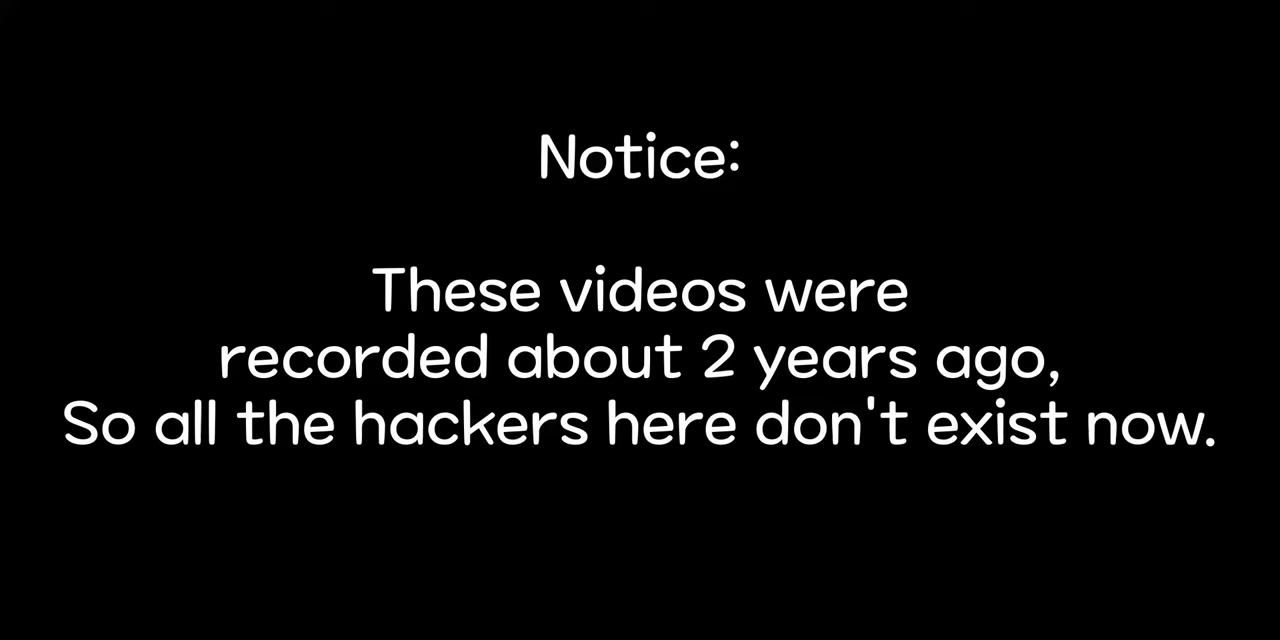 Notice:
These videos were
recorded about 2 years ago,
So all the hackers here don't exist now.